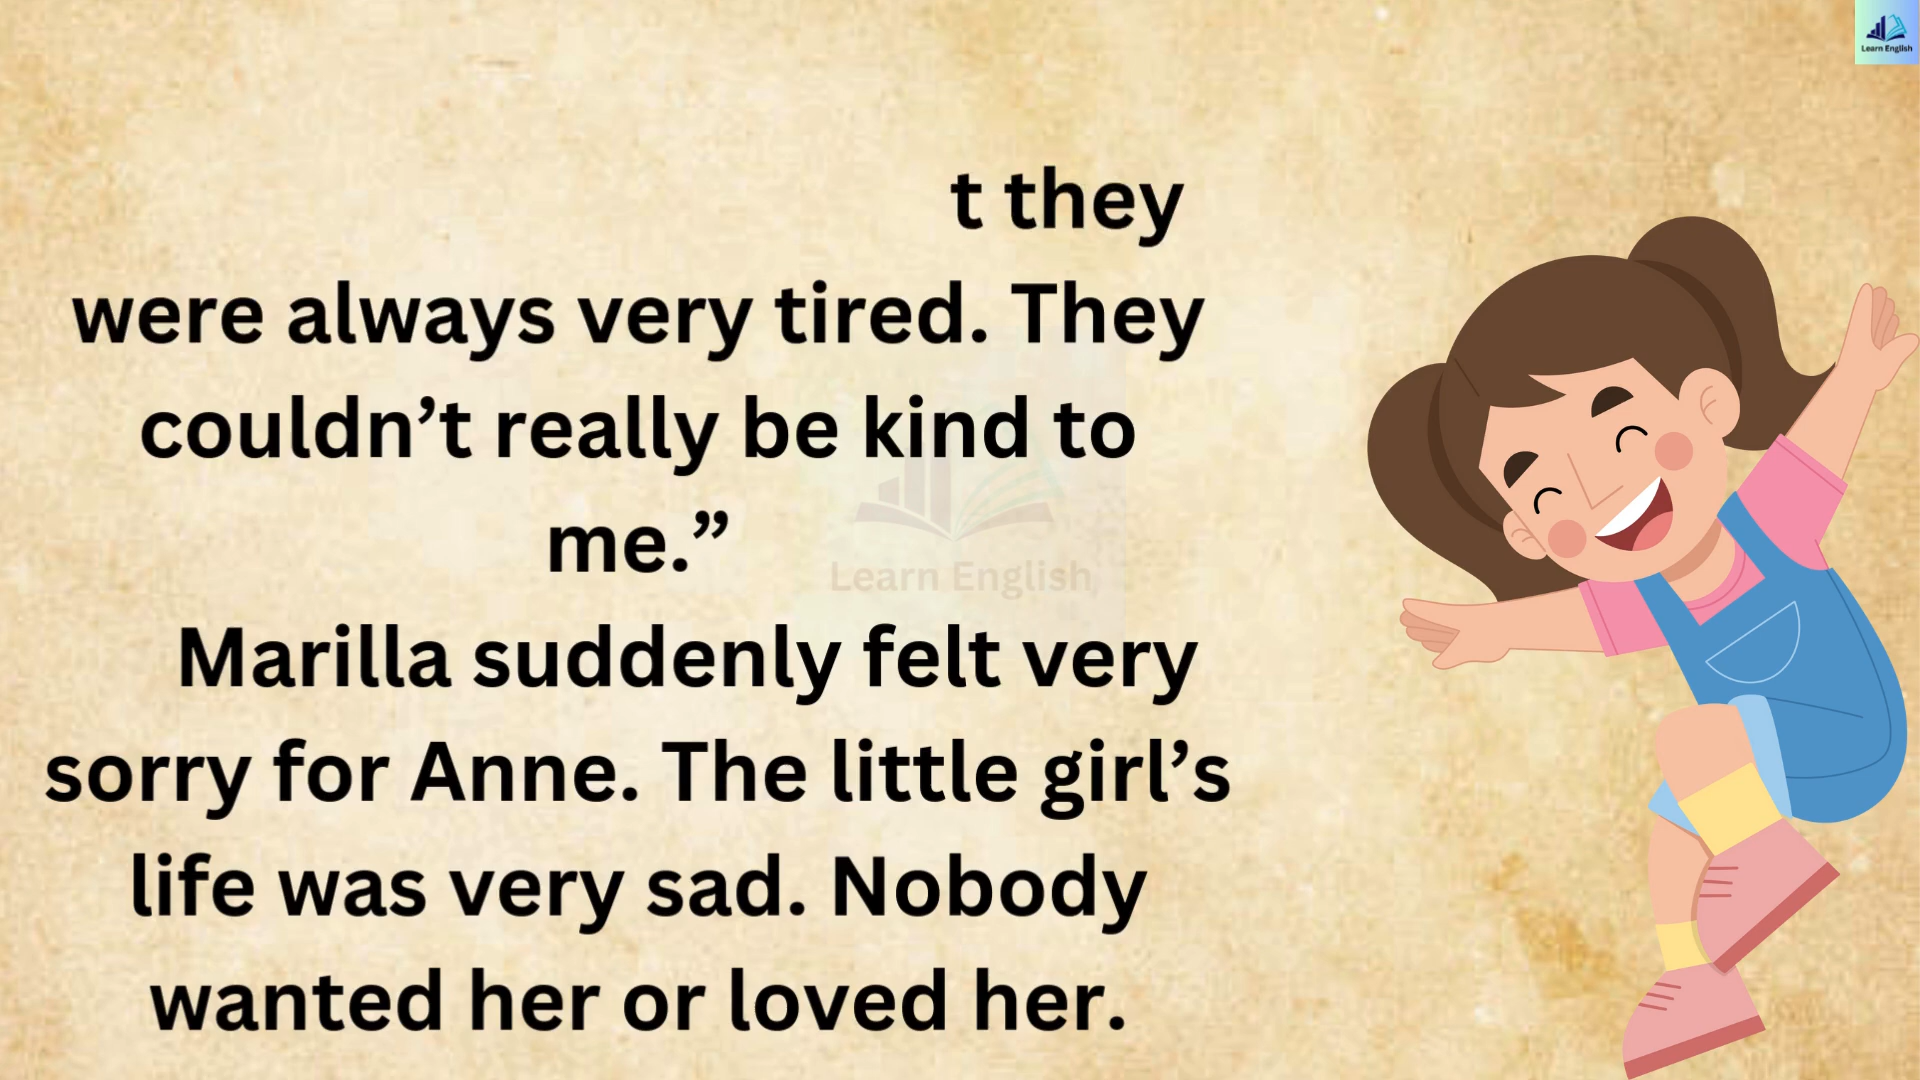 t they
were always very tired. They
couldn’t really be kind to
me.”
Marilla suddenly felt very
sorry for Anne. The little girl’s
life was very sad. Nobody
wanted her or loved her.
Learn English
Learn English